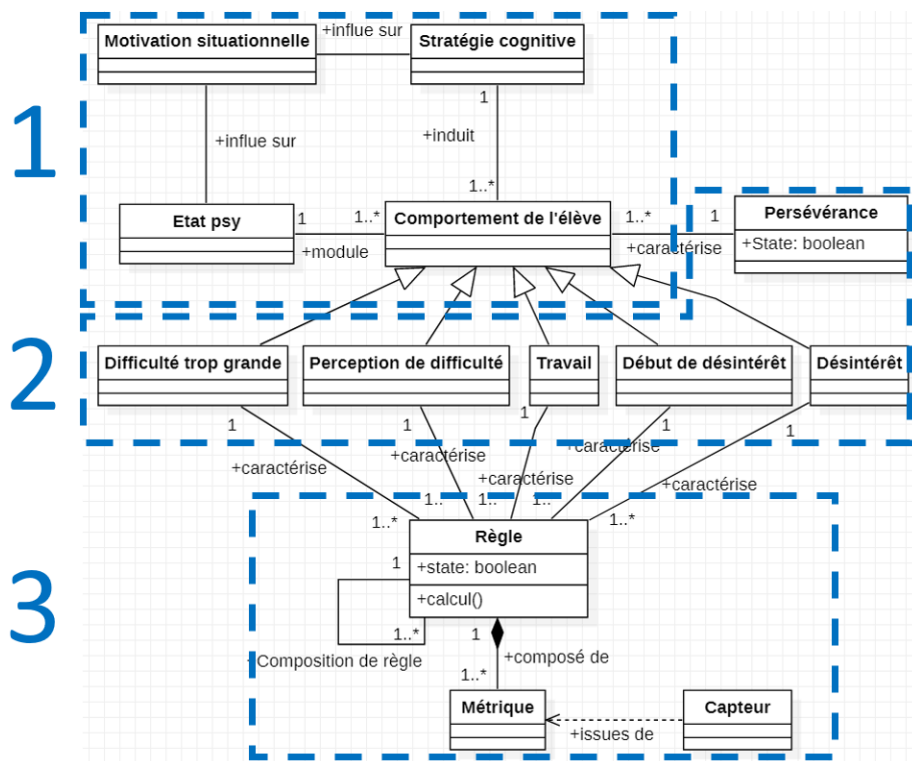 Motivation situationnelle
+influe sur
Stratégie cognitive
1
1
+influe sur
+induit
1..*
Etat psy
1
1..*
+module
Comportement de l'élève
1..*
1
+caractérise
Persévérance
+State: boolean
2
Difficulté trop grande
Perception de difficulté
Travail
Début de désintérêt
Désintérêt
1
1
1
1
1
+caractérise
+caractérise
+caractérise
+caractérise
+caractérise
1..*
1..
1..
1..
1..*
3
Règle
+state: boolean
+calcul()
1
1..*
+Composition de règle
1
+composé de
1..*
Métrique
+issues de
Capteur